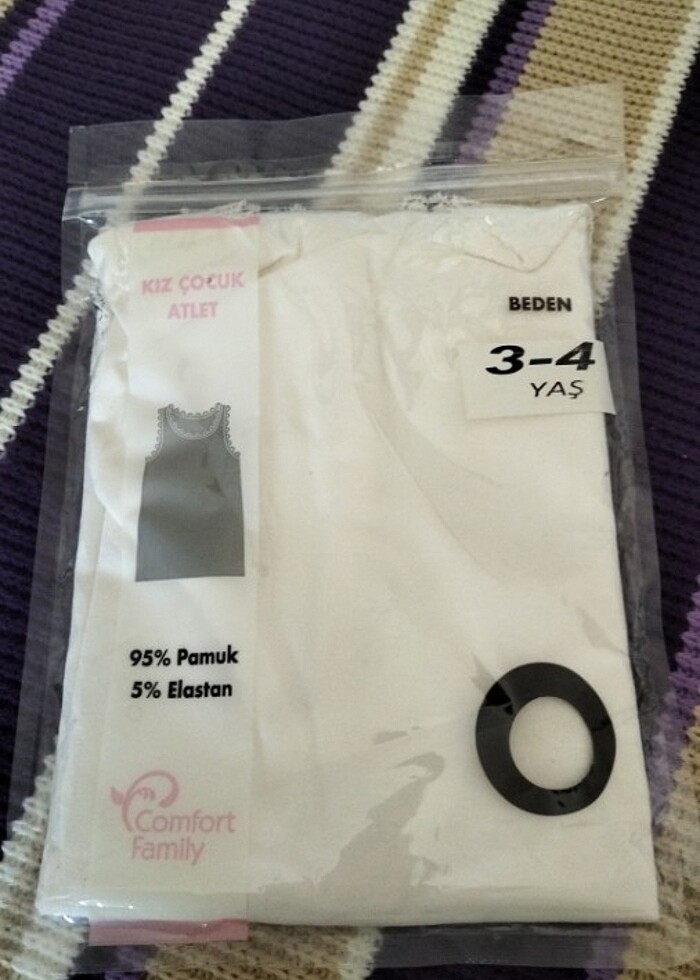 KIZ ÇOCUK
ATLET
BEDEN
3-4
YAŞ
95% Pamuk
5% Elastan
Comfort
Family